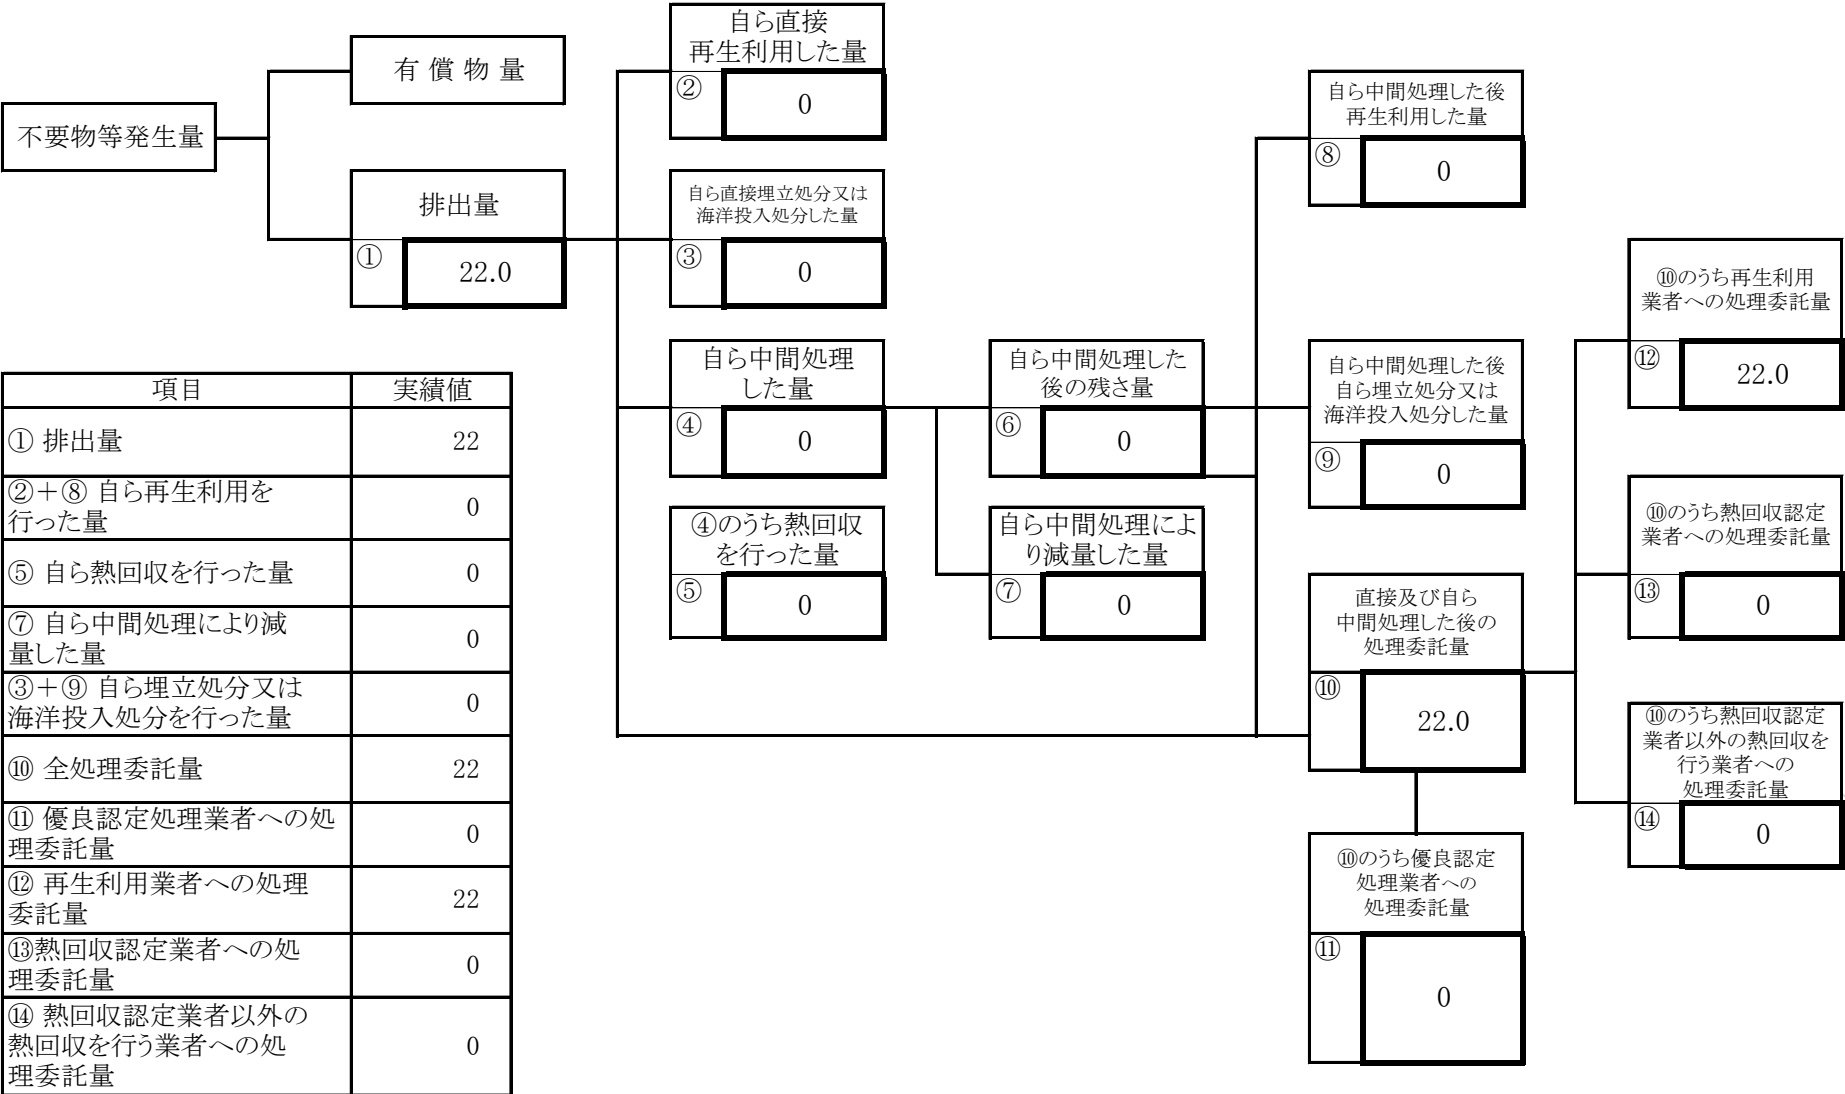 不要物等発生量
有 償 物 量
排出量
①
22.0
自ら直接
再生利用した量
②
0
自ら直接埋立処分又は
海洋投入処分した量
③
0
自ら中間処理
した量
④
0
④のうち熱回収
を行った量
⑤
0
自ら中間処理した
後の残さ量
⑥
0
自ら中間処理によ
り減量した量
⑦
0
自ら中間処理した後
再生利用した量
⑧
0
自ら中間処理した後
自ら埋立処分又は
海洋投入処分した量
⑨
0
直接及び自ら
中間処理した後の
処理委託量
⑩
22.0
⑩のうち優良認定
処理業者への
処理委託量
⑪
0
⑩のうち再生利用
業者への処理委託量
⑫
22.0
⑩のうち熱回収認定
業者への処理委託量
⑬
0
⑩のうち熱回収認定
業者以外の熱回収を
行う業者への
処理委託量
⑭
0
項目 実績値
① 排出量 22
②＋⑧ 自ら再生利用を
行った量 0
⑤ 自ら熱回収を行った量 0
⑦ 自ら中間処理により減
量した量 0
③＋⑨ 自ら埋立処分又は
海洋投入処分を行った量 0
⑩ 全処理委託量 22
⑪ 優良認定処理業者への処
理委託量 0
⑫ 再生利用業者への処理
委託量 22
⑬熱回収認定業者への処
理委託量 0
⑭ 熱回収認定業者以外の
熱回収を行う業者への処
理委託量 0